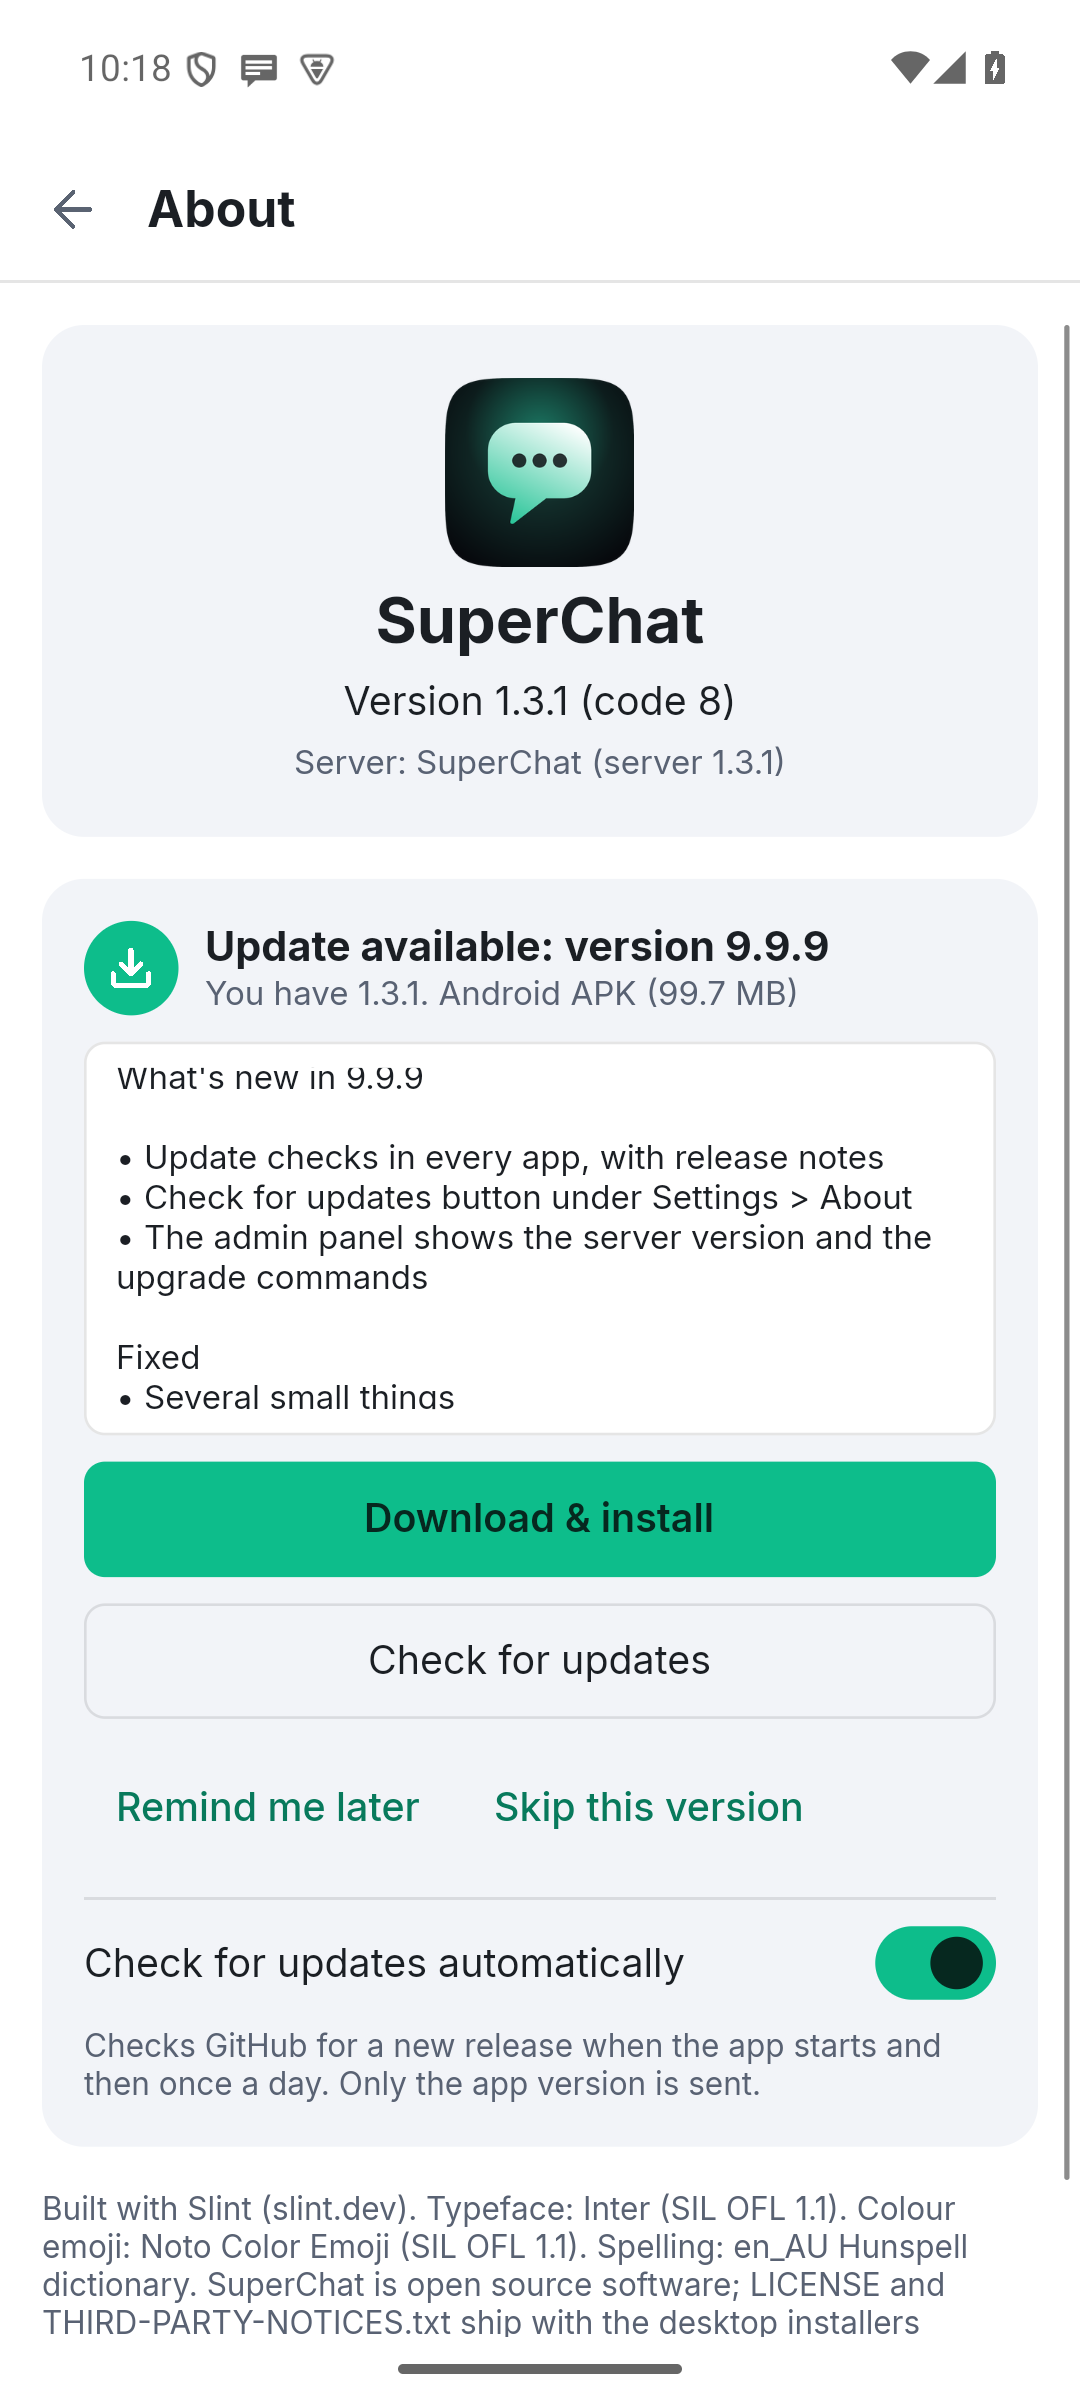 10:18
About
SuperChat
Version 1.3.1 (code 8)
Server: SuperChat (server 1.3.1)
Update available: version 9.9.9
You have 1.3.1. Android APK (99.7 MB)
What's new in 9.9.9
• Update checks in every app, with release notes
• Check for updates button under Settings > About
• The admin panel shows the server version and the
upgrade commands
Fixed
• Several small things
Download & install
Check for updates
Remind me later Skip this version
Check for updates automatically
Checks GitHub for a new release when the app starts and
then once a day. Only the app version is sent.
Built with Slint (slint.dev). Typeface: Inter (SIL OFL 1.1). Colour
emoji: Noto Color Emoji (SIL OFL 1.1). Spelling: en_AU Hunspell
dictionary. SuperChat is open source software; LICENSE and
THIRD-PARTY-NOTICES.txt ship with the desktop installers